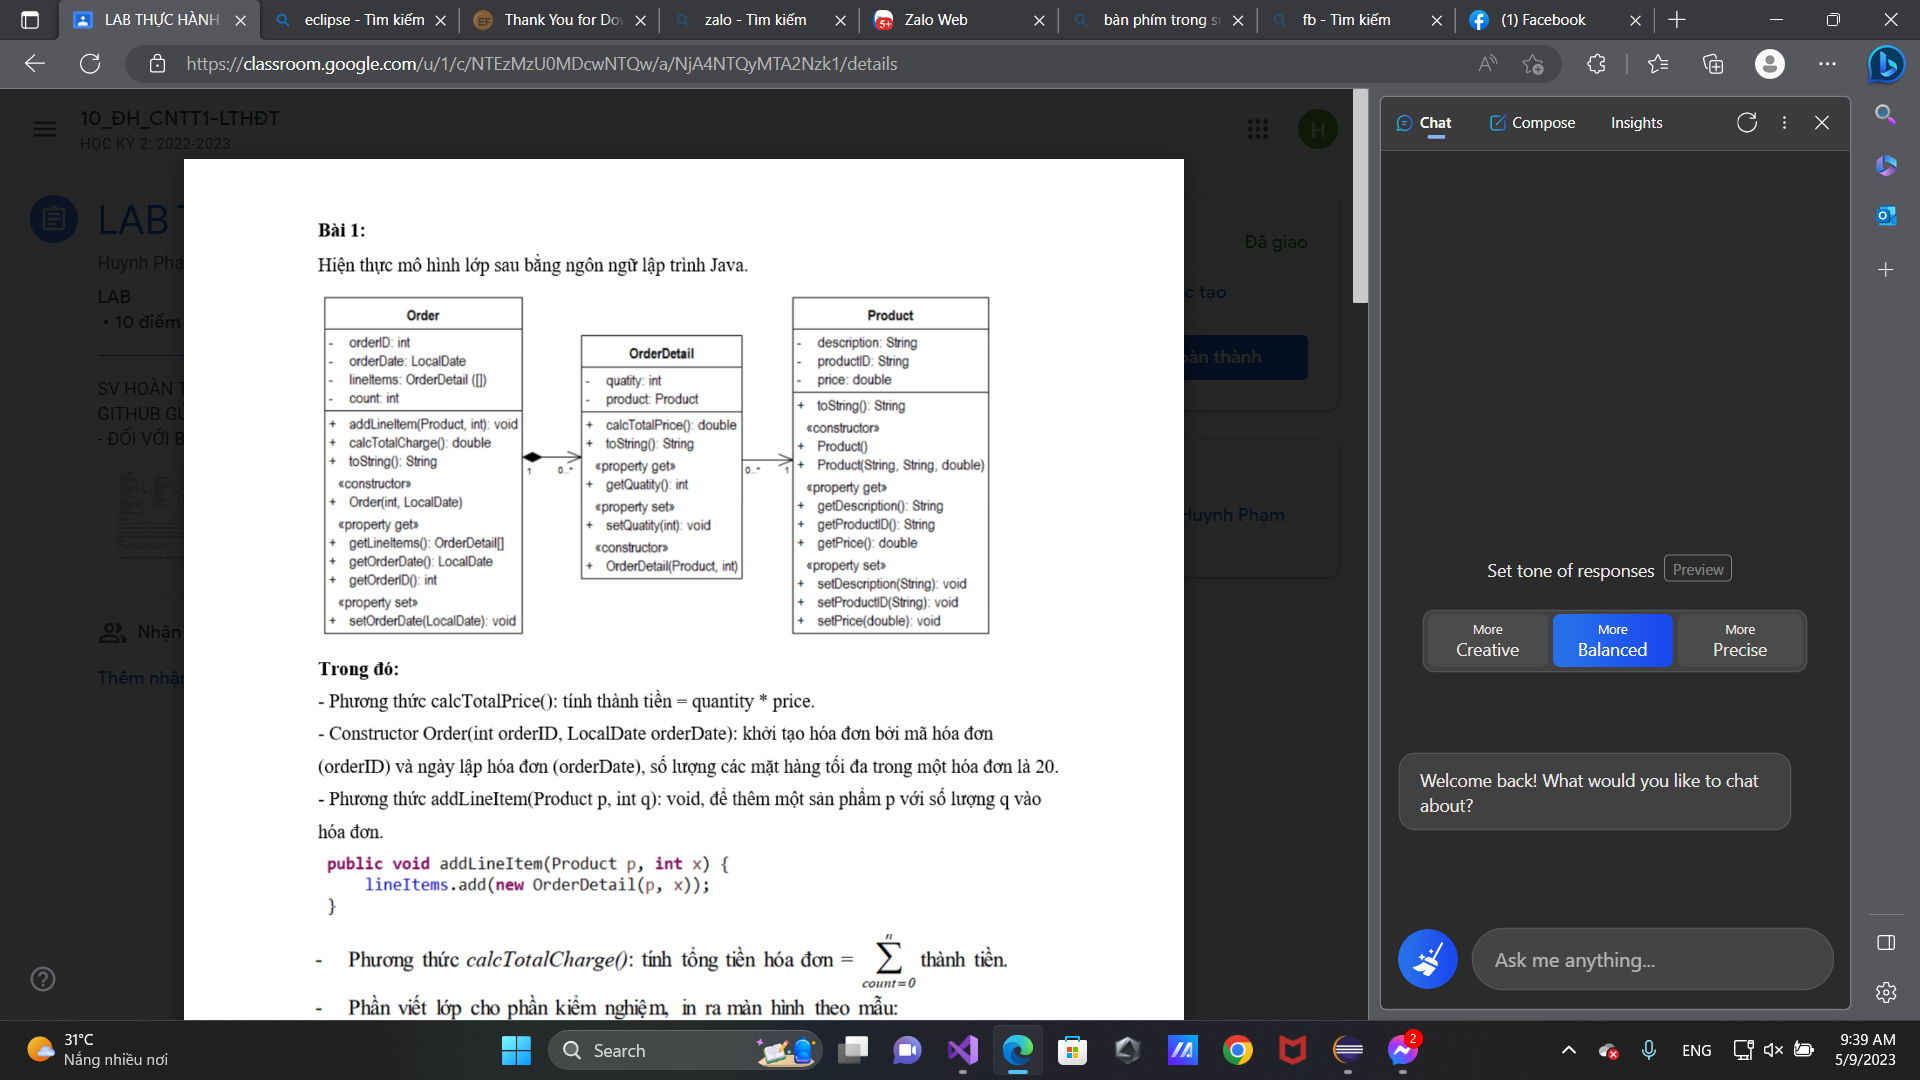 LAB THỰC HÀNH
eclipse - Tìm kiếm
Thank You for Do
zalo - Tìm kiếm
Zalo Web
bàn phím trong s
fb - Tìm kiếm
(1) Facebook
https://classroom.google.com/u/1/c/NTEzMzU0MDcwNTQw/a/NjA4NTQyMTA2Nzk1/details
10_ĐH_CNTT1-LTHĐT
HỌC KỲ 2: 2022-2023
H
LAB
Huynh Phạ
LAB
• 10 điểm
SV HOÀN T
GITHUB GỬ
- ĐỐI VỚI B
Nhận
Thêm nhận
Đã giao
c tạo
àn thành
Huynh Phạm
Bài 1:
Hiện thực mô hình lớp sau bằng ngôn ngữ lập trình Java.
Order
- orderID: int
- orderDate: LocalDate
- lineItems: OrderDetail ([])
- count: int
+ addLineItem(Product, int): void
+ calcTotalCharge(): double
+ toString(): String
«constructor»
+ Order(int, LocalDate)
«property get»
+ getLineItems(): OrderDetail[]
+ getOrderDate(): LocalDate
+ getOrderID(): int
«property set»
+ setOrderDate(LocalDate): void
1
0..*
OrderDetail
- quatity: int
- product: Product
+ calcTotalPrice(): double
+ toString(): String
«property get»
+ getQuatity(): int
«property set»
+ setQuatity(int): void
«constructor»
+ OrderDetail(Product, int)
0..*
1
Product
- description: String
- productID: String
- price: double
+ toString(): String
«constructor»
+ Product()
+ Product(String, String, double)
«property get»
+ getDescription(): String
+ getProductID(): String
+ getPrice(): double
«property set»
+ setDescription(String): void
+ setProductID(String): void
+ setPrice(double): void
Trong đó:
- Phương thức calcTotalPrice(): tính thành tiền = quantity * price.
- Constructor Order(int orderID, LocalDate orderDate): khởi tạo hóa đơn bởi mã hóa đơn
(orderID) và ngày lập hóa đơn (orderDate), số lượng các mặt hàng tối đa trong một hóa đơn là 20.
- Phương thức addLineItem(Product p, int q): void, để thêm một sản phẩm p với số lượng q vào
hóa đơn.
public void addLineItem(Product p, int x) {
lineItems.add(new OrderDetail(p, x));
}
- Phương thức calcTotalCharge(): tính tổng tiền hóa đơn = n ∑ count=0 thành tiền.
- Phần viết lớp cho phần kiểm nghiệm, in ra màn hình theo mẫu:
Chat
Compose
Insights
Set tone of responses
Preview
More Creative
More Balanced
More Precise
Welcome back! What would you like to chat
about?
Ask me anything...
31°C
Nắng nhiều nơi
Search
2
ENG
9:39 AM
5/9/2023